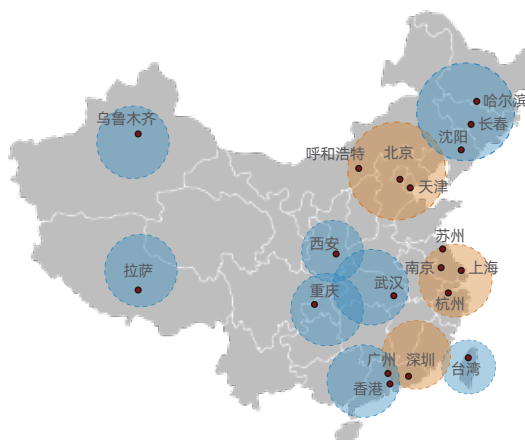 哈尔滨
乌鲁木齐
长春
沈阳
呼和浩特
北京
天津
苏州
西安
南京
上海
拉萨
武汉
重庆
杭州
广州
深圳
台湾
香港